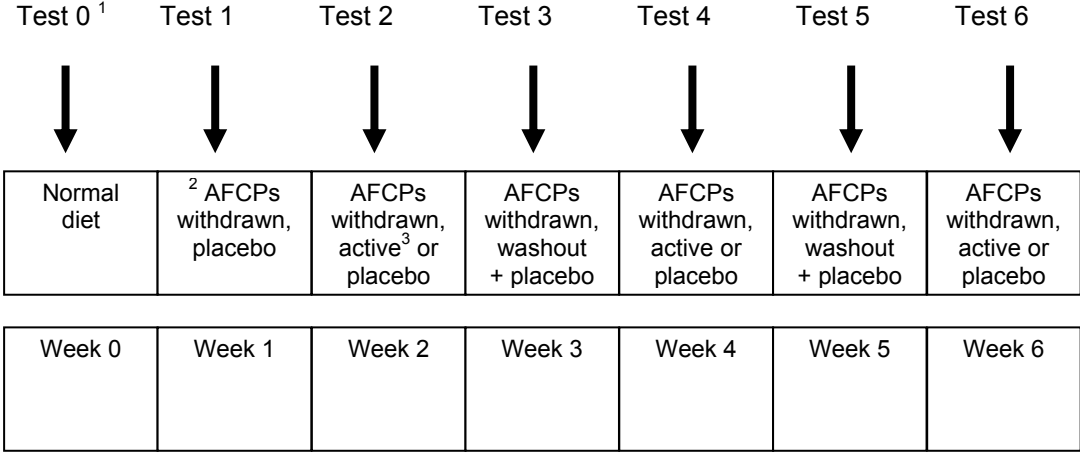 Test 0 ¹ Test 1 Test 2 Test 3 Test 4 Test 5 Test 6
Normal diet
² AFCPs withdrawn, placebo
AFCPs withdrawn, active³ or placebo
AFCPs withdrawn, washout + placebo
AFCPs withdrawn, active or placebo
AFCPs withdrawn, washout + placebo
AFCPs withdrawn, active or placebo
Week 0 Week 1 Week 2 Week 3 Week 4 Week 5 Week 6